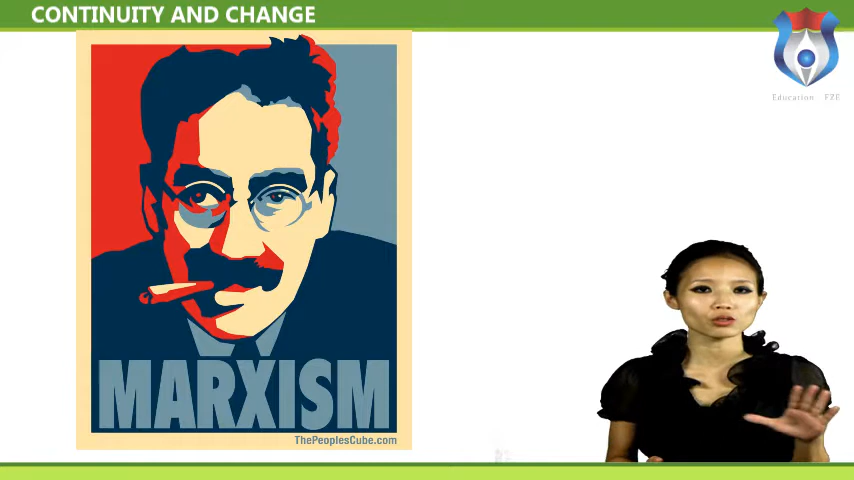 CONTINUITY AND CHANGE
Education FZE
MARXISM
ThePeoplesCube.com